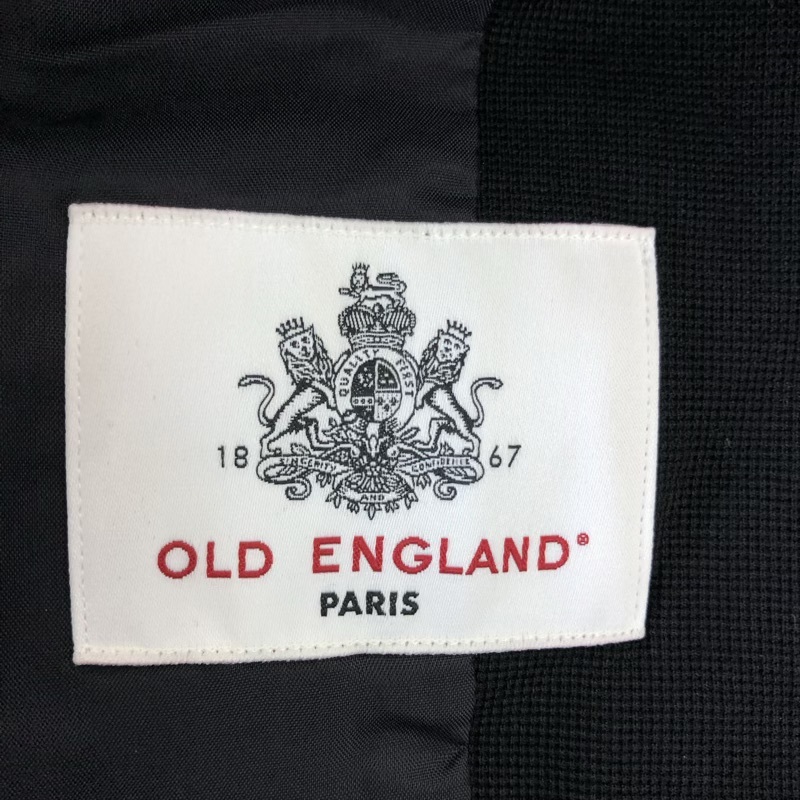 QUALITY FIRST
18 67
SINCERITY AND CONFIDENCE
OLD ENGLAND®
PARIS